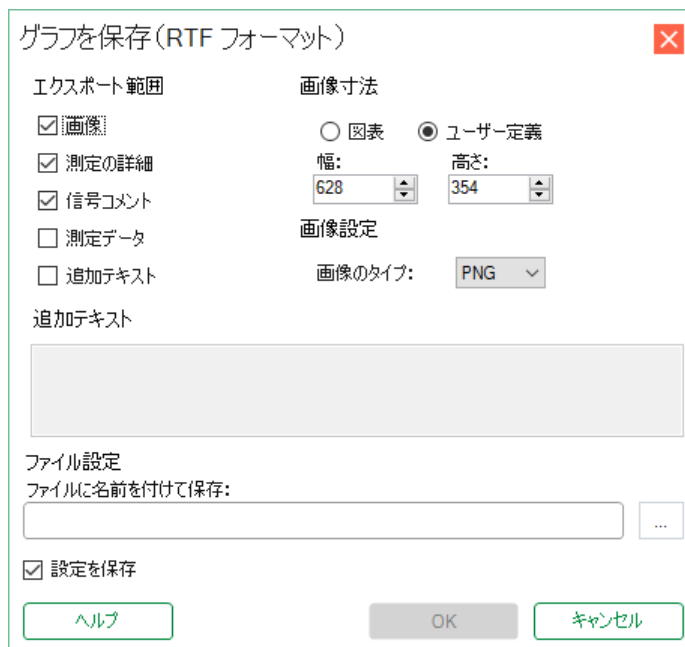 グラフを保存(RTF フォーマット)
エクスポート範囲
画像
測定の詳細
信号コメント
測定データ
追加テキスト
画像寸法
図表 ユーザー定義
幅: 高さ:
628 354
画像設定
画像のタイプ: PNG
追加テキスト
ファイル設定
ファイルに名前を付けて保存:
...
設定を保存
ヘルプ OK キャンセル